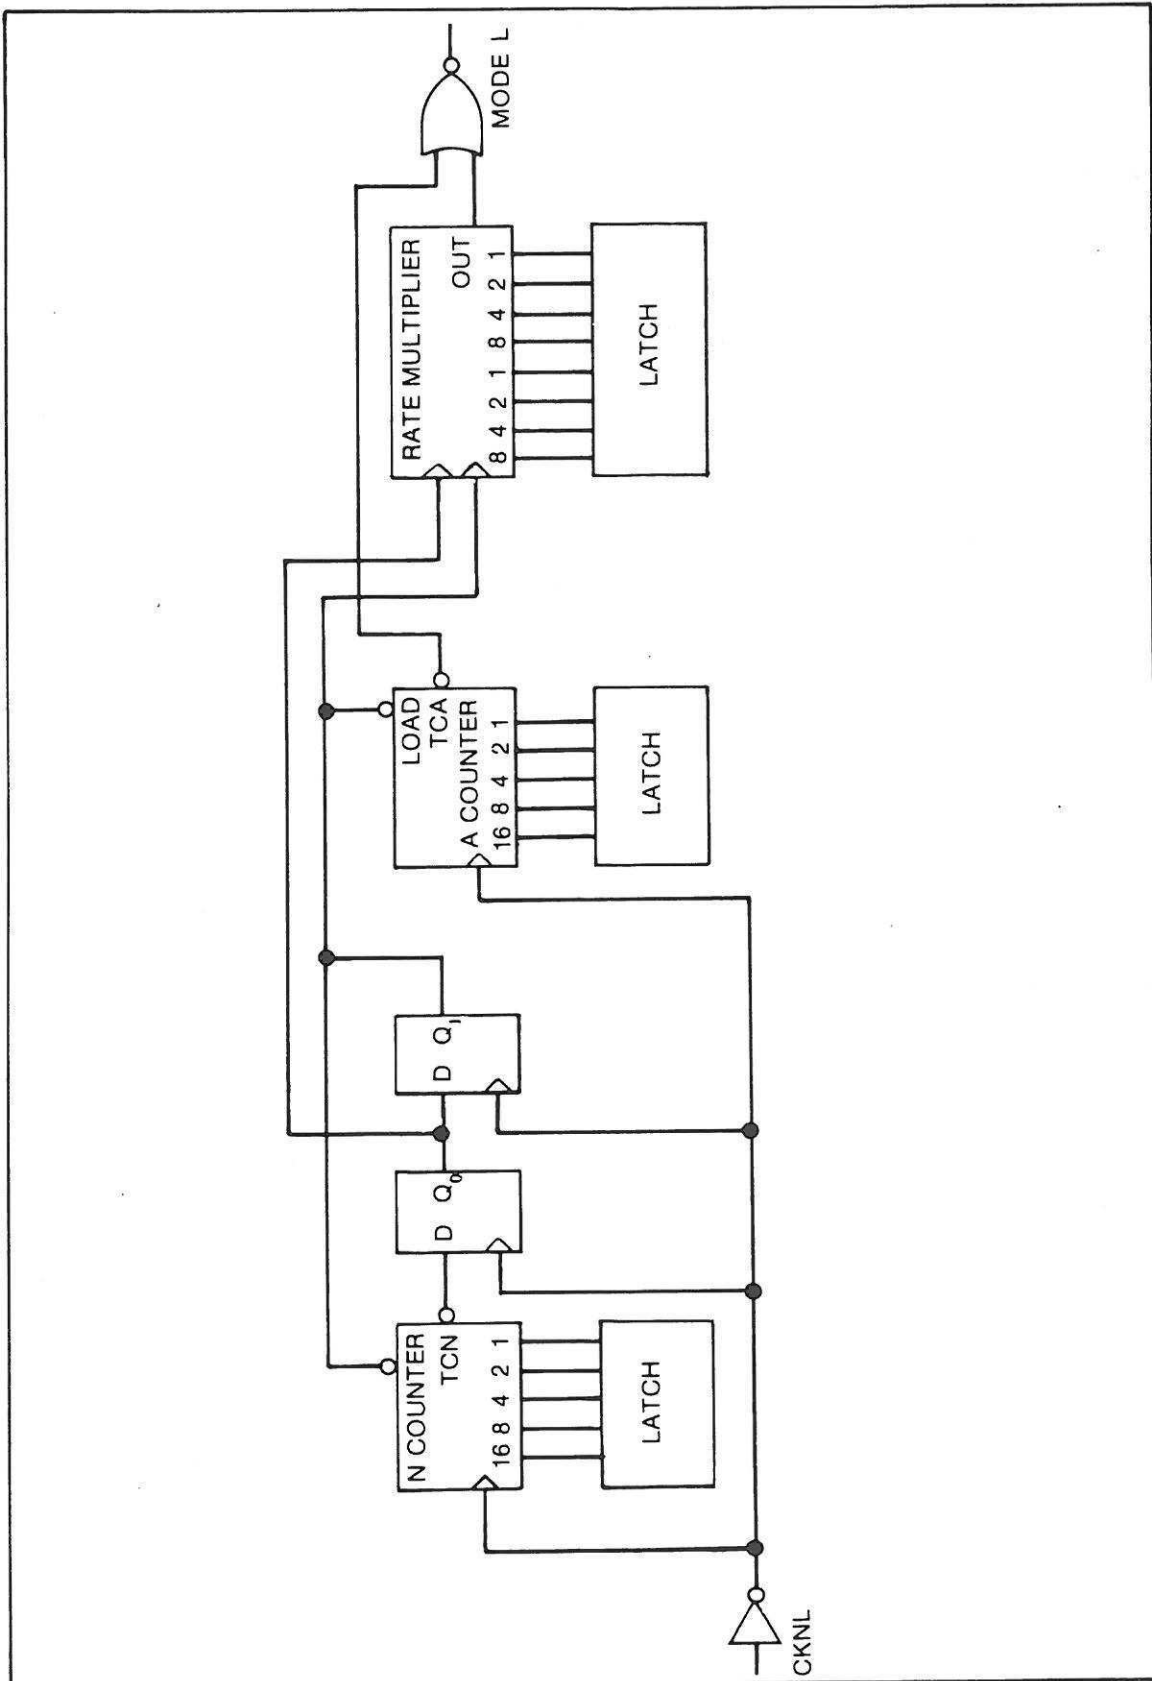 CKNL
N COUNTER
TCN
16 8 4 2 1
LATCH
D Q0
D Q1
LOAD
TCA
A COUNTER
16 8 4 2 1
LATCH
RATE MULTIPLIER
OUT
8 4 2 1 8 4 2 1
LATCH
MODE L